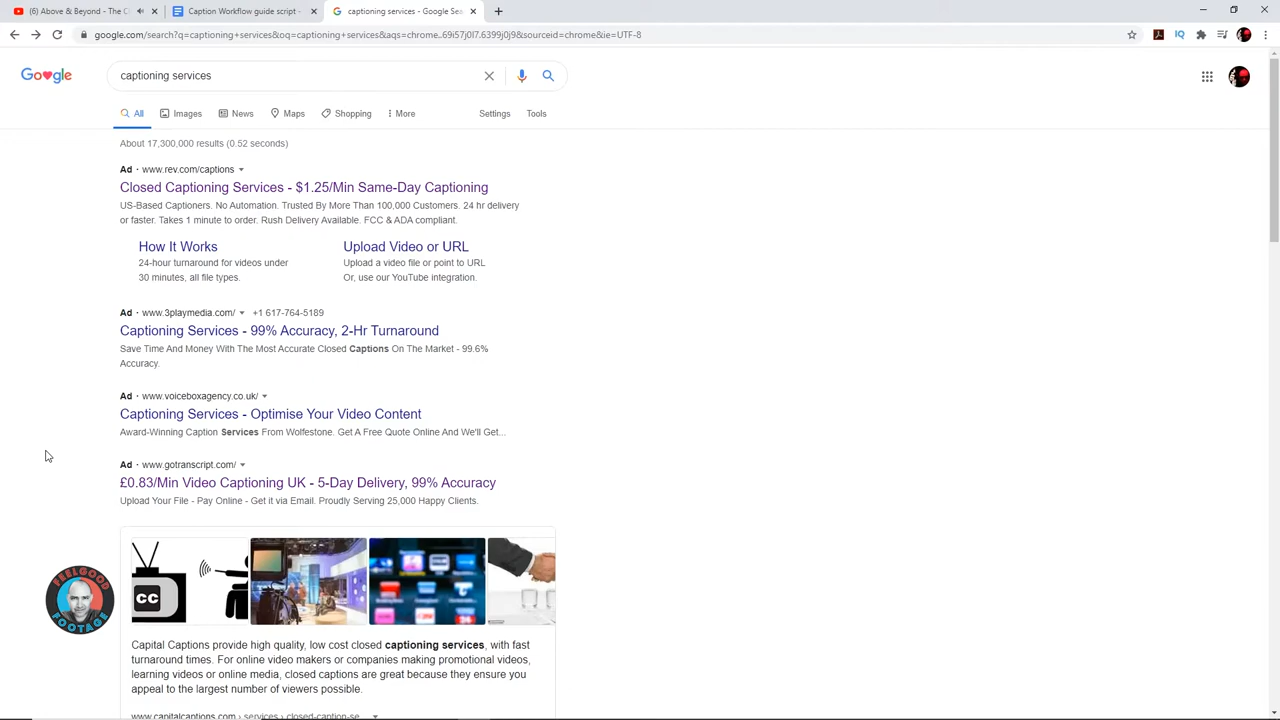 (6) Above & Beyond - The C
Caption Workflow guide script -
captioning services - Google Sea
google.com/search?q=captioning+services&oq=captioning+services&aqs=chrome..69i57j0l7.6399j0j9&sourceid=chrome&ie=UTF-8
IQ
captioning services
All
Images
News
Maps
Shopping
More
Settings
Tools
About 17,300,000 results (0.52 seconds)
Ad · www.rev.com/captions
Closed Captioning Services - $1.25/Min Same-Day Captioning
US-Based Captioners. No Automation. Trusted By More Than 100,000 Customers. 24 hr delivery
or faster. Takes 1 minute to order. Rush Delivery Available. FCC & ADA compliant.
How It Works
24-hour turnaround for videos under
30 minutes, all file types.
Upload Video or URL
Upload a video file or point to URL
Or, use our YouTube integration.
Ad · www.3playmedia.com/ +1 617-764-5189
Captioning Services - 99% Accuracy, 2-Hr Turnaround
Save Time And Money With The Most Accurate Closed Captions On The Market - 99.6%
Accuracy.
Ad · www.voiceboxagency.co.uk/
Captioning Services - Optimise Your Video Content
Award-Winning Caption Services From Wolfestone. Get A Free Quote Online And We'll Get...
Ad · www.gotranscript.com/
£0.83/Min Video Captioning UK - 5-Day Delivery, 99% Accuracy
Upload Your File - Pay Online - Get it via Email. Proudly Serving 25,000 Happy Clients.
CC
FEELGOOD
FOOTAGE
Capital Captions provide high quality, low cost closed captioning services, with fast
turnaround times. For online video makers or companies making promotional videos,
learning videos or online media, closed captions are great because they ensure you
appeal to the largest number of viewers possible.
www.capitalcaptions.com › services › closed-caption-se...